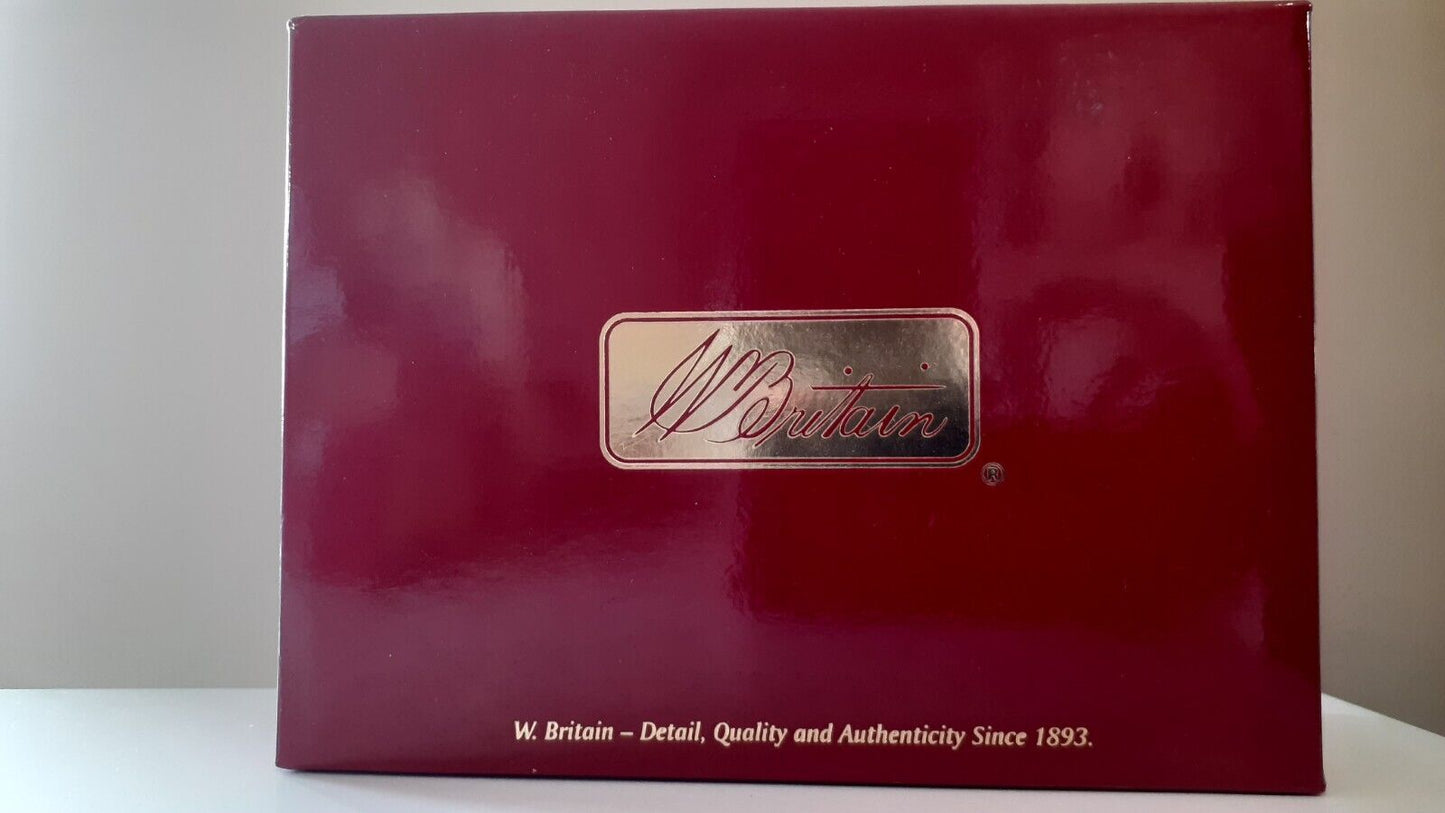 W Britain
®
W. Britain – Detail, Quality and Authenticity Since 1893.